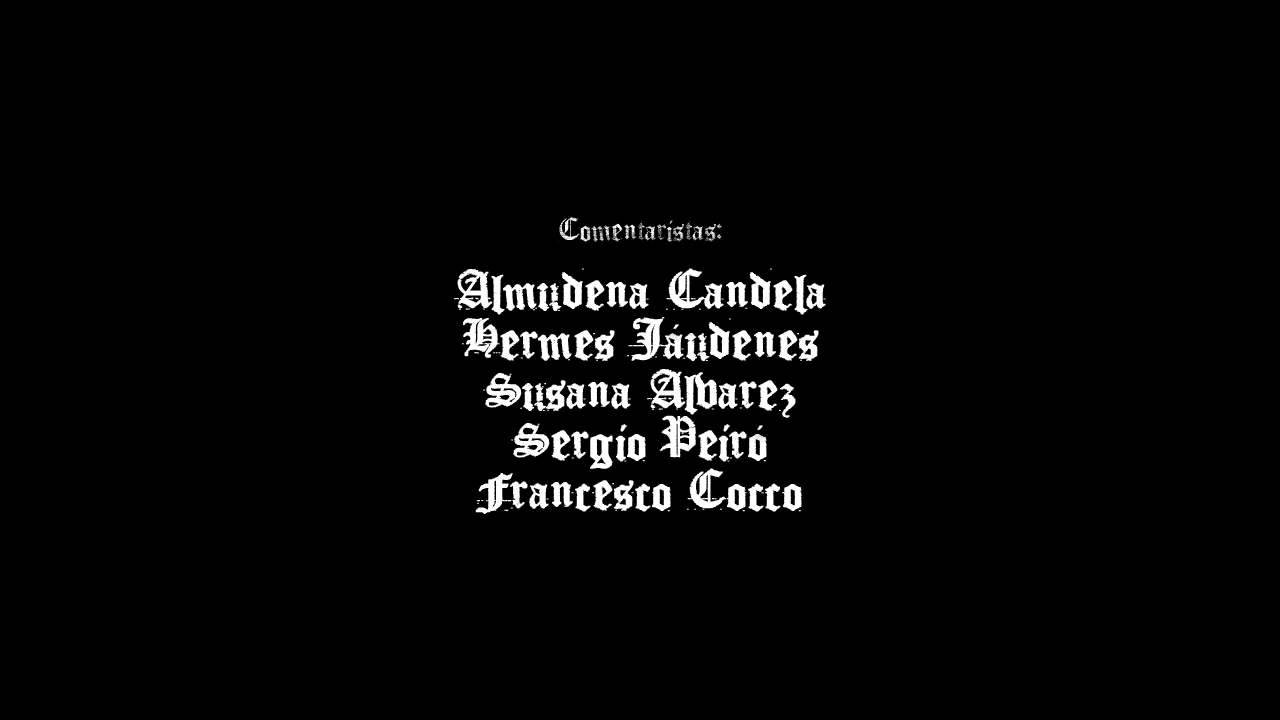 Comentaristas:
Almudena Candela
Hermes Jáudenes
Susana Alvarez
Sergio Peiró
Francesco Cocco